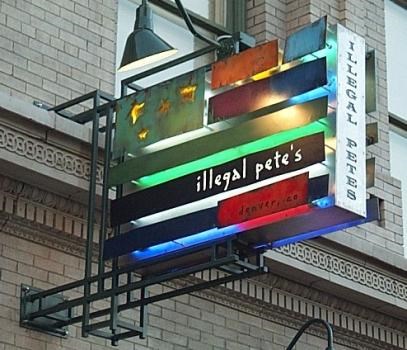 illegal pete's
denver, co
ILLEGAL PETES